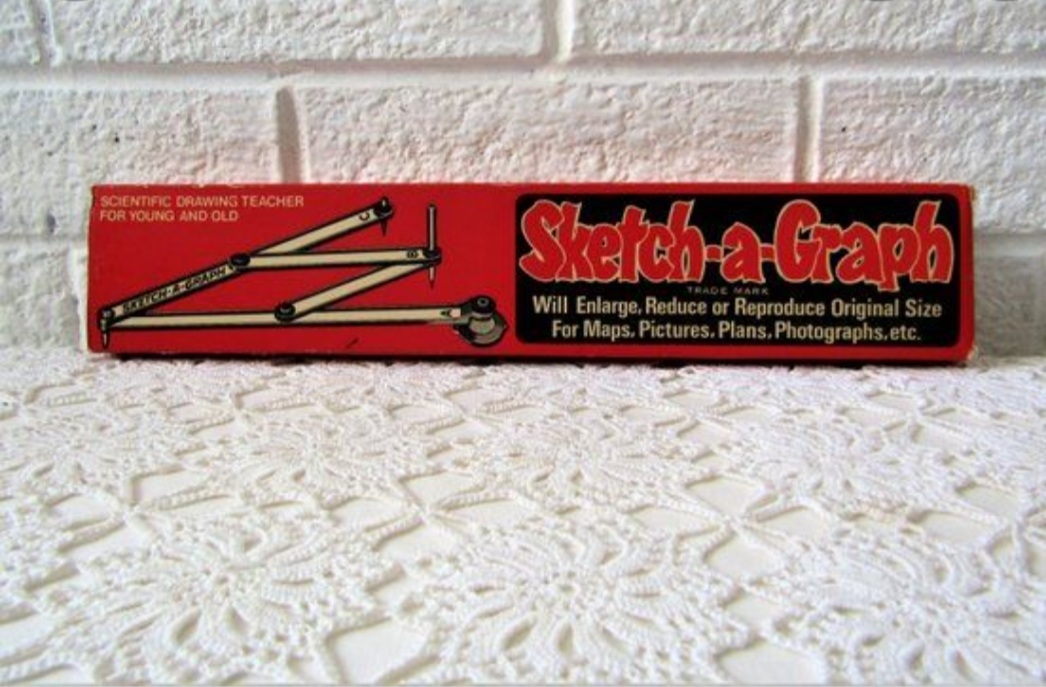 SCIENTIFIC DRAWING TEACHER
FOR YOUNG AND OLD
SKETCH-A-GRAPH
C
B
A
Sketch-a-Graph
TRADE MARK
Will Enlarge, Reduce or Reproduce Original Size
For Maps, Pictures, Plans, Photographs, etc.